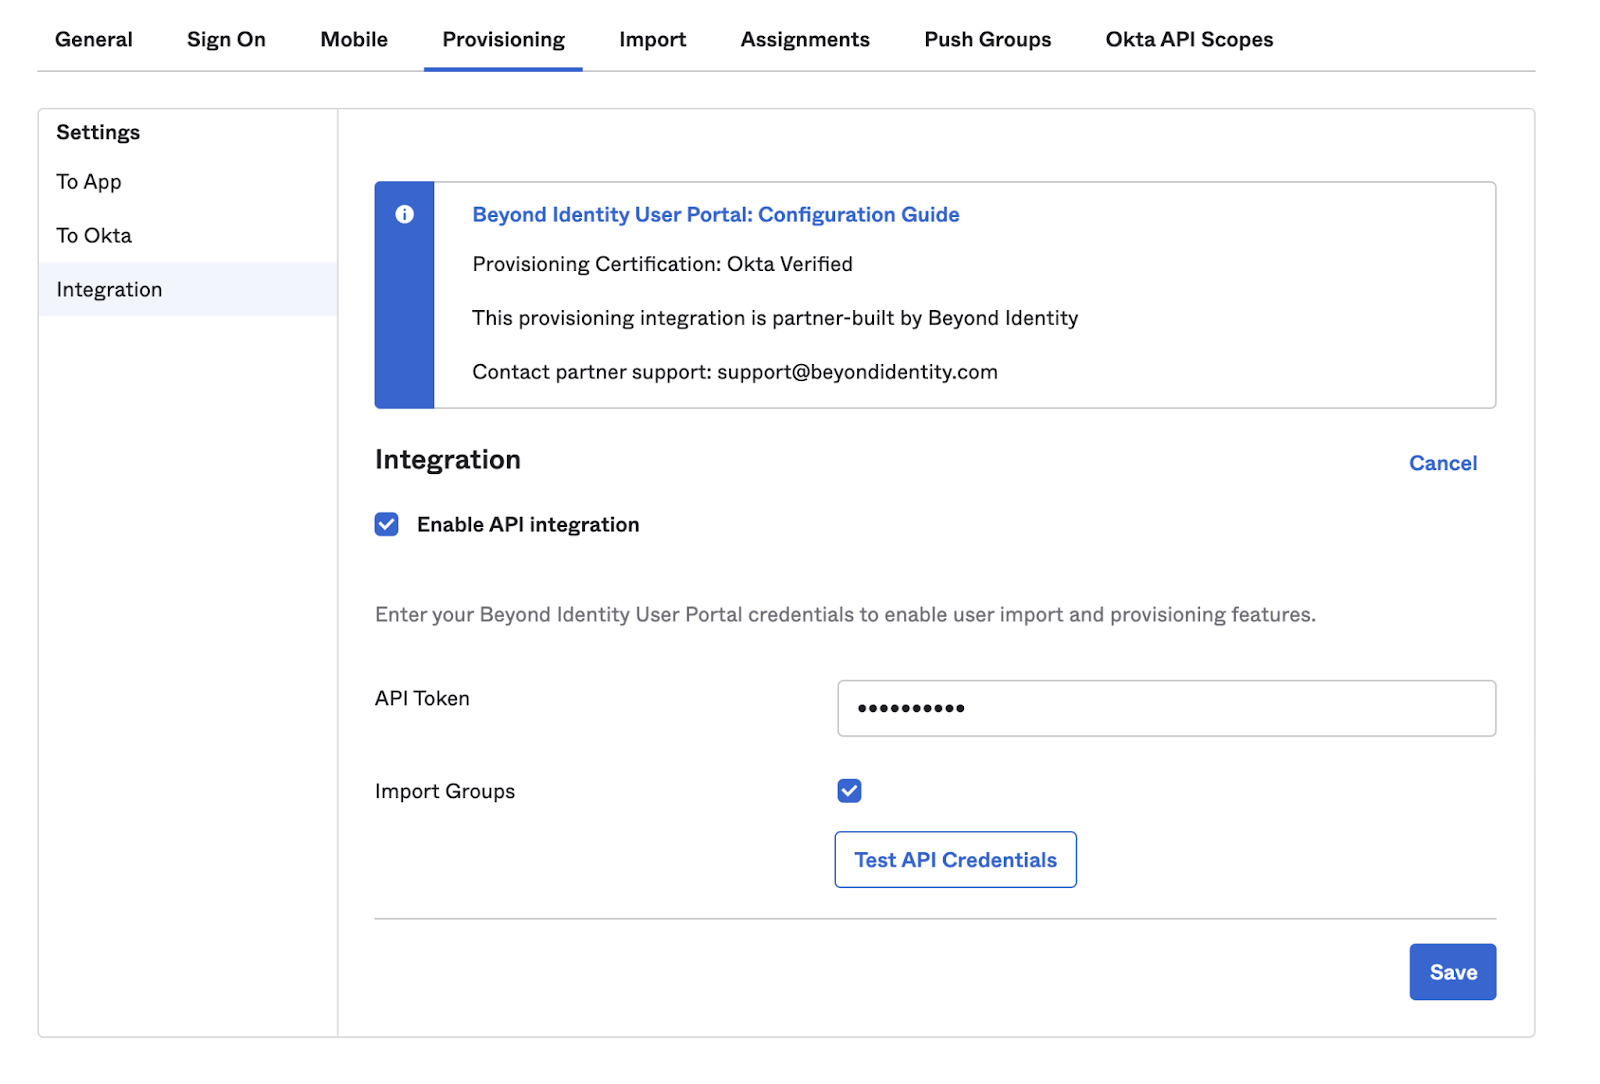 General Sign On Mobile Provisioning Import Assignments Push Groups Okta API Scopes
Settings
To App
To Okta
Integration
Beyond Identity User Portal: Configuration Guide
Provisioning Certification: Okta Verified
This provisioning integration is partner-built by Beyond Identity
Contact partner support: support@beyondidentity.com
Integration
Cancel
Enable API integration
Enter your Beyond Identity User Portal credentials to enable user import and provisioning features.
API Token
••••••••••
Import Groups
Test API Credentials
Save